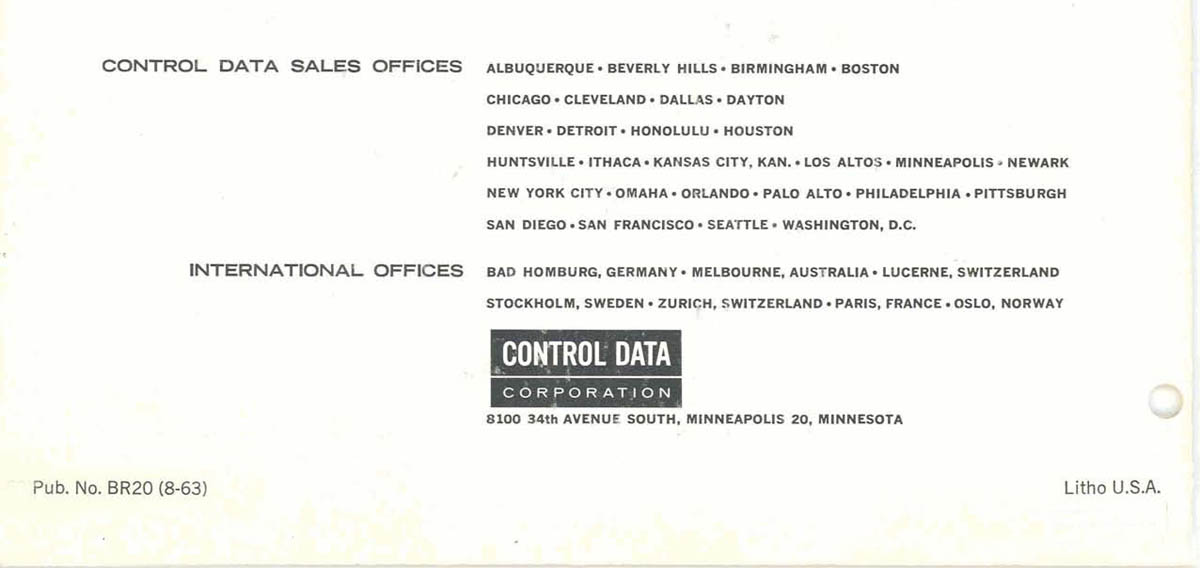 CONTROL DATA SALES OFFICES ALBUQUERQUE • BEVERLY HILLS • BIRMINGHAM • BOSTON
CHICAGO • CLEVELAND • DALLAS • DAYTON
DENVER • DETROIT • HONOLULU • HOUSTON
HUNTSVILLE • ITHACA • KANSAS CITY, KAN. • LOS ALTOS • MINNEAPOLIS • NEWARK
NEW YORK CITY • OMAHA • ORLANDO • PALO ALTO • PHILADELPHIA • PITTSBURGH
SAN DIEGO • SAN FRANCISCO • SEATTLE • WASHINGTON, D.C.
INTERNATIONAL OFFICES BAD HOMBURG, GERMANY • MELBOURNE, AUSTRALIA • LUCERNE, SWITZERLAND
STOCKHOLM, SWEDEN • ZURICH, SWITZERLAND • PARIS, FRANCE • OSLO, NORWAY
CONTROL DATA
CORPORATION
8100 34th AVENUE SOUTH, MINNEAPOLIS 20, MINNESOTA
Pub. No. BR20 (8-63) Litho U.S.A.